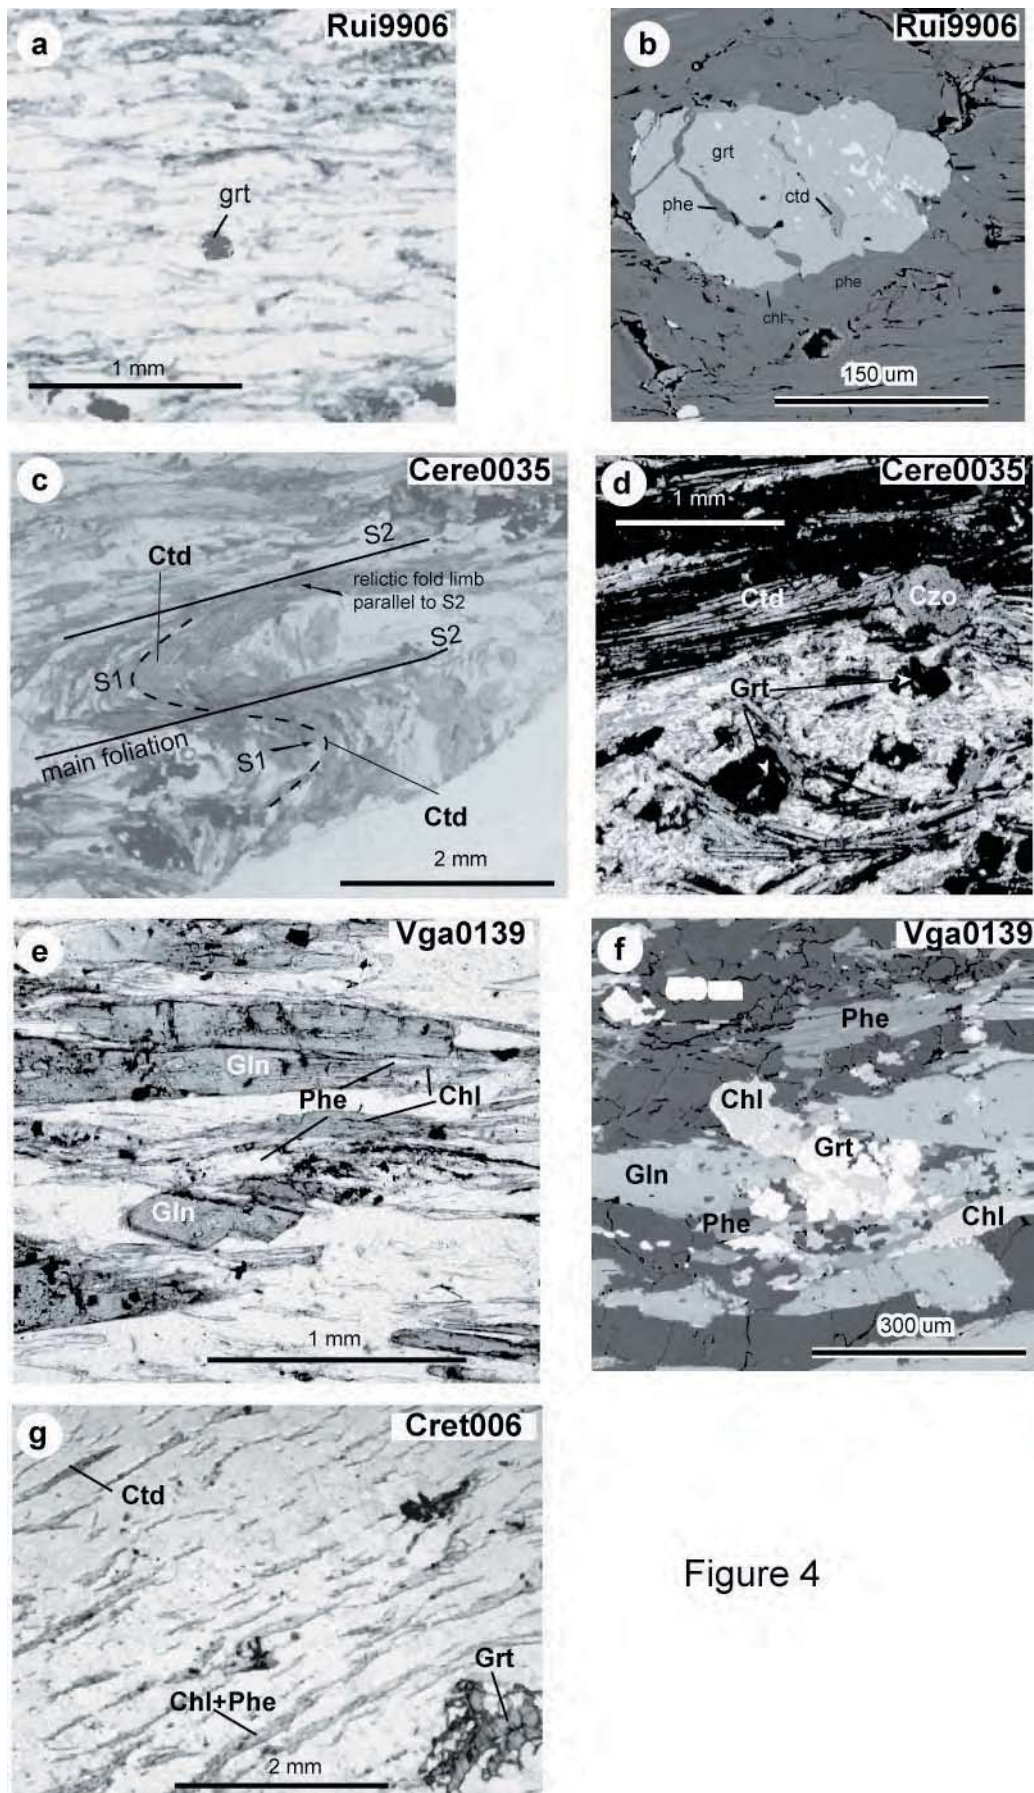 a
Rui9906
grt
1 mm
b
Rui9906
grt
phe
ctd
phe
chl
150 um
c
Cere0035
S2
Ctd
relictic fold limb
parallel to S2
S2
S1
main foliation
S1
Ctd
2 mm
d
Cere0035
1 mm
Ctd
Czo
Grt
e
Vga0139
Gln
Phe
Chl
Gln
1 mm
f
Vga0139
Phe
Chl
Grt
Gln
Phe
Chl
300 um
g
Cret006
Ctd
Grt
Chl+Phe
2 mm
Figure 4